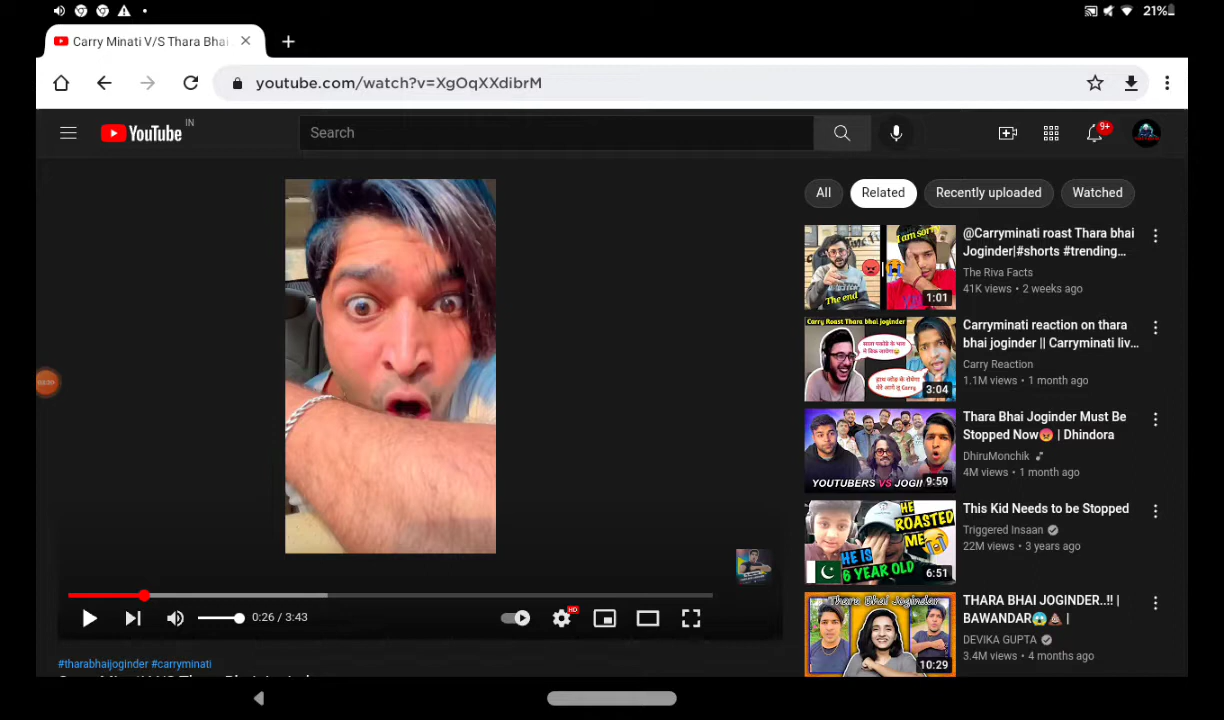 21%
Carry Minati V/S Thara Bhai
youtube.com/watch?v=XgOqXXdibrM
YouTube IN
Search
9+
All Related Recently uploaded Watched
I am sorry
The end
1:01
@Carryminati roast Thara bhai
Joginder|#shorts #trending...
The Riva Facts
41K views • 2 weeks ago
Carry Roast Thara bhai joginder
3:04
Carryminati reaction on thara
bhai joginder || Carryminati liv...
Carry Reaction
1.1M views • 1 month ago
YOUTUBERS VS
9:59
Thara Bhai Joginder Must Be
Stopped Now😡 | Dhindora
DhiruMonchik
4M views • 1 month ago
HE
ROASTED
ME
HE IS
6 YEAR OLD
6:51
This Kid Needs to be Stopped
Triggered Insaan
22M views • 3 years ago
Thara Bhai Joginder
10:29
THARA BHAI JOGINDER..!! |
BAWANDAR😱💩 |
DEVIKA GUPTA
3.4M views • 4 months ago
0:26 / 3:43
HD
#tharabhaijoginder #carryminati